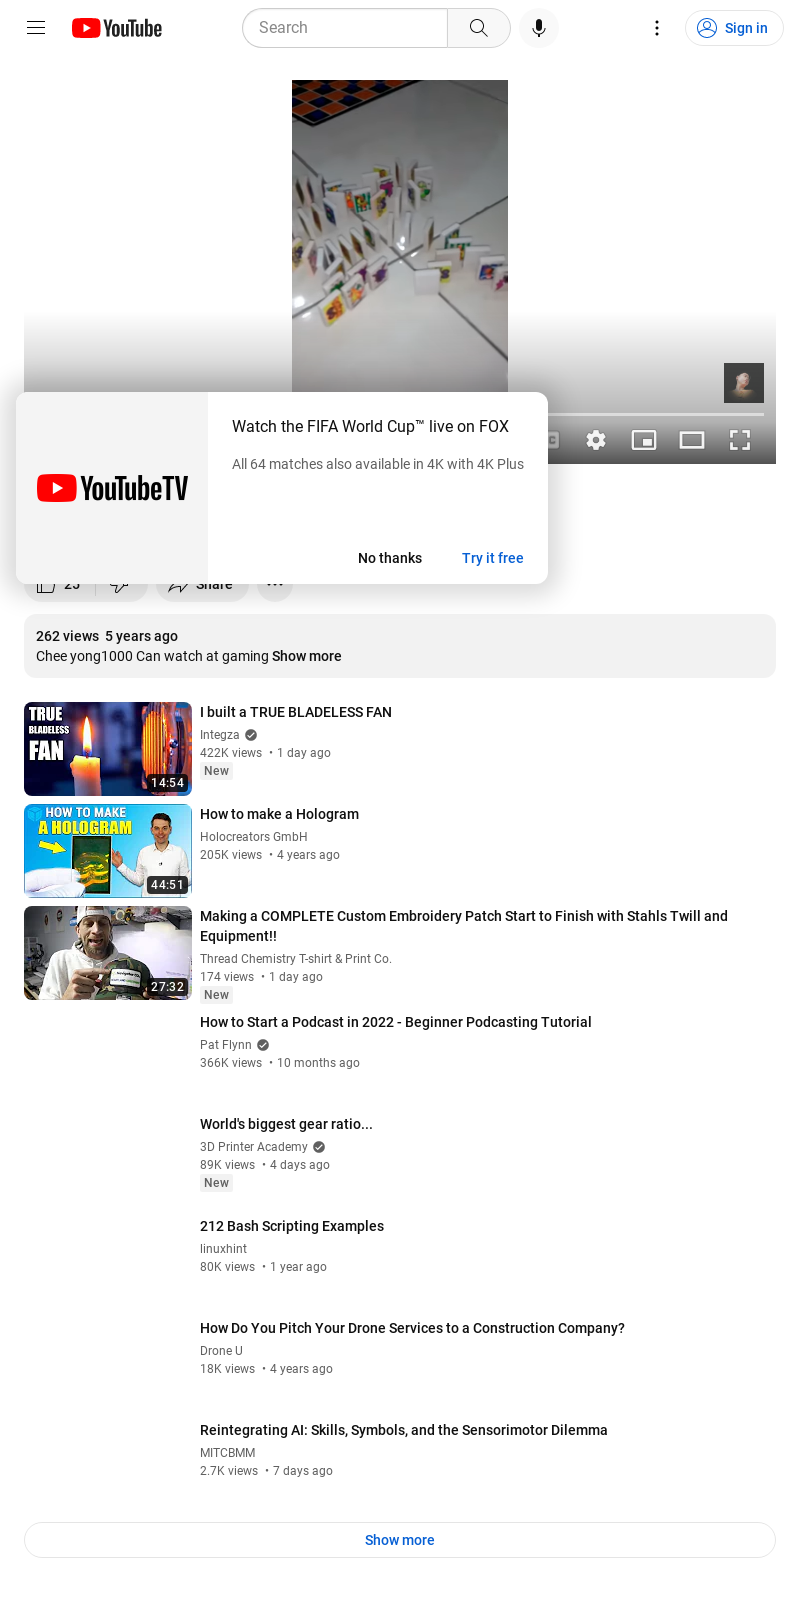 YouTube
Search
Sign in
YouTubeTV
Watch the FIFA World Cup™ live on FOX
All 64 matches also available in 4K with 4K Plus
No thanks
Try it free
25
Share
262 views 5 years ago
Chee yong1000 Can watch at gaming Show more
TRUE
BLADELESS
FAN
14:54
I built a TRUE BLADELESS FAN
Integza
422K views • 1 day ago
New
HOW TO MAKE
A HOLOGRAM
44:51
How to make a Hologram
Holocreators GmbH
205K views • 4 years ago
27:32
Making a COMPLETE Custom Embroidery Patch Start to Finish with Stahls Twill and
Equipment!!
Thread Chemistry T-shirt & Print Co.
174 views • 1 day ago
New
How to Start a Podcast in 2022 - Beginner Podcasting Tutorial
Pat Flynn
366K views • 10 months ago
World's biggest gear ratio...
3D Printer Academy
89K views • 4 days ago
New
212 Bash Scripting Examples
linuxhint
80K views • 1 year ago
How Do You Pitch Your Drone Services to a Construction Company?
Drone U
18K views • 4 years ago
Reintegrating AI: Skills, Symbols, and the Sensorimotor Dilemma
MITCBMM
2.7K views • 7 days ago
Show more